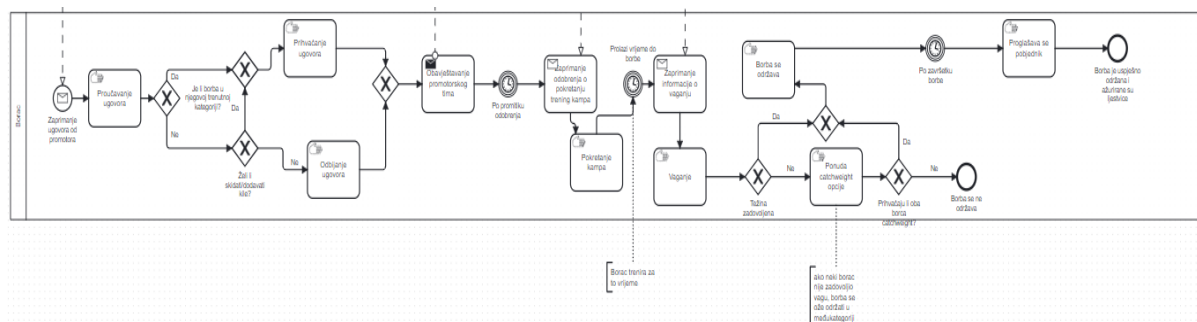 Borac
Zaprimanje
ugovora od
promotora
Proučavanje
ugovora
Da
Ne
Je li borba u
njegovoj trenutnoj
kategoriji?
Da
Ne
Želi li
skidati/dodavati
kile?
Prihvaćanje
ugovora
Odbijanje
ugovora
Obavještavanje
promotorskog
tima
Po promitku
odobrenja
Zaprimanje
odobrenja o
pokretanju
trening kampa
Pokretanje
kampa
Prolazi vrijeme do
borbe
Borac trenira za
to vrijeme
Zaprimanje
informacije o
vaganju
Vaganje
Težina
zadovoljena
Da
Ne
Borba se
održava
Ponuda
catchweight
opcije
ako neki borac
nije zadovoljio
vagu, borba se
ože održati u
međukategoriji
Prihvaćaju li oba
borca
catchweight?
Da
Ne
Borba se ne
održava
Po završetku
borbe
Proglašava se
pobjednik
Borba je uspješno
održana i
ažurirane su
ljestvice